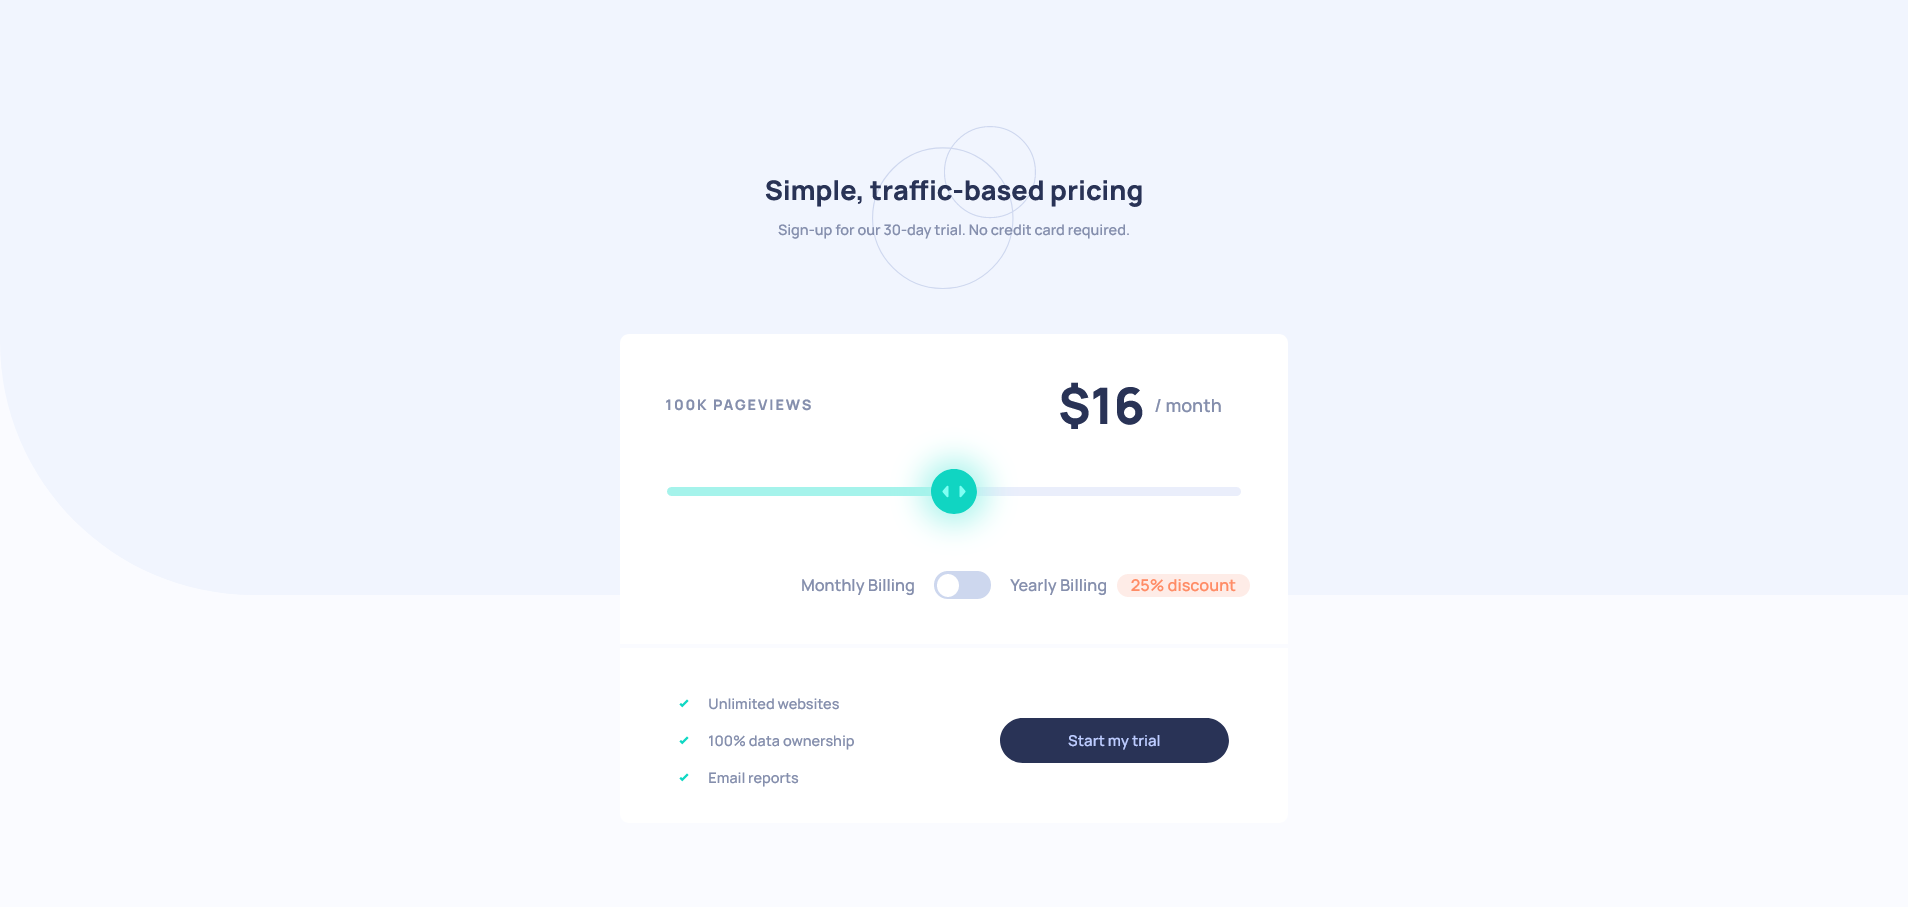 Simple, traffic-based pricing
Sign-up for our 30-day trial. No credit card required.
100K PAGEVIEWS
$16 / month
Monthly Billing Yearly Billing 25% discount
Unlimited websites
100% data ownership
Email reports
Start my trial